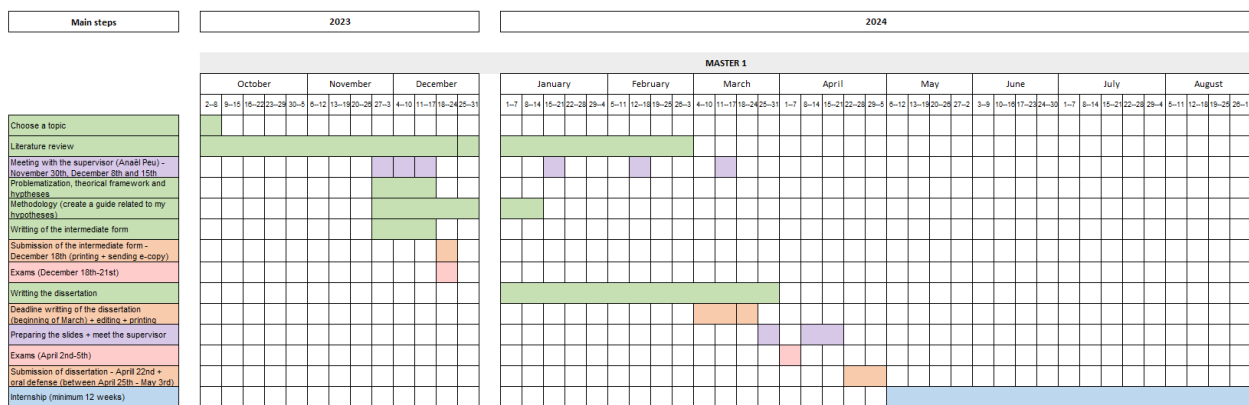 Main steps
2023
2024
MASTER 1
October November December January February March April May June July August
2--8 9--15 16--22 23--29 30--5 6--12 13--19 20--26 27--3 4--10 11--17 18--24 25--31 1--7 8--14 15--21 22--28 29--4 5--11 12--18 19--25 26--3 4--10 11--17 18--24 25--31 1--7 8--14 15--21 22--28 29--5 6--12 13--19 20--26 27--2 3--9 10--16 17--23 24--30 1--7 8--14 15--21 22--28 29--4 5--11 12--18 19--25 26--1
Choose a topic
Literature review
Meeting with the supervisor (Anaël Peu) -
November 30th, December 8th and 15th
Problematization, theorical framework and
hyptheses
Methodology (create a guide related to my
hypotheses)
Writting of the intermediate form
Submission of the intermediate form -
December 18th (printing + sending e-copy)
Exams (December 18th-21st)
Writting the dissertation
Deadline writting of the dissertation
(beginning of March) + editing + printing
Preparing the slides + meet the supervisor
Exams (April 2nd-5th)
Submission of dissertation - April 22nd +
oral defense (between April 25th - May 3rd)
Internship (minimum 12 weeks)